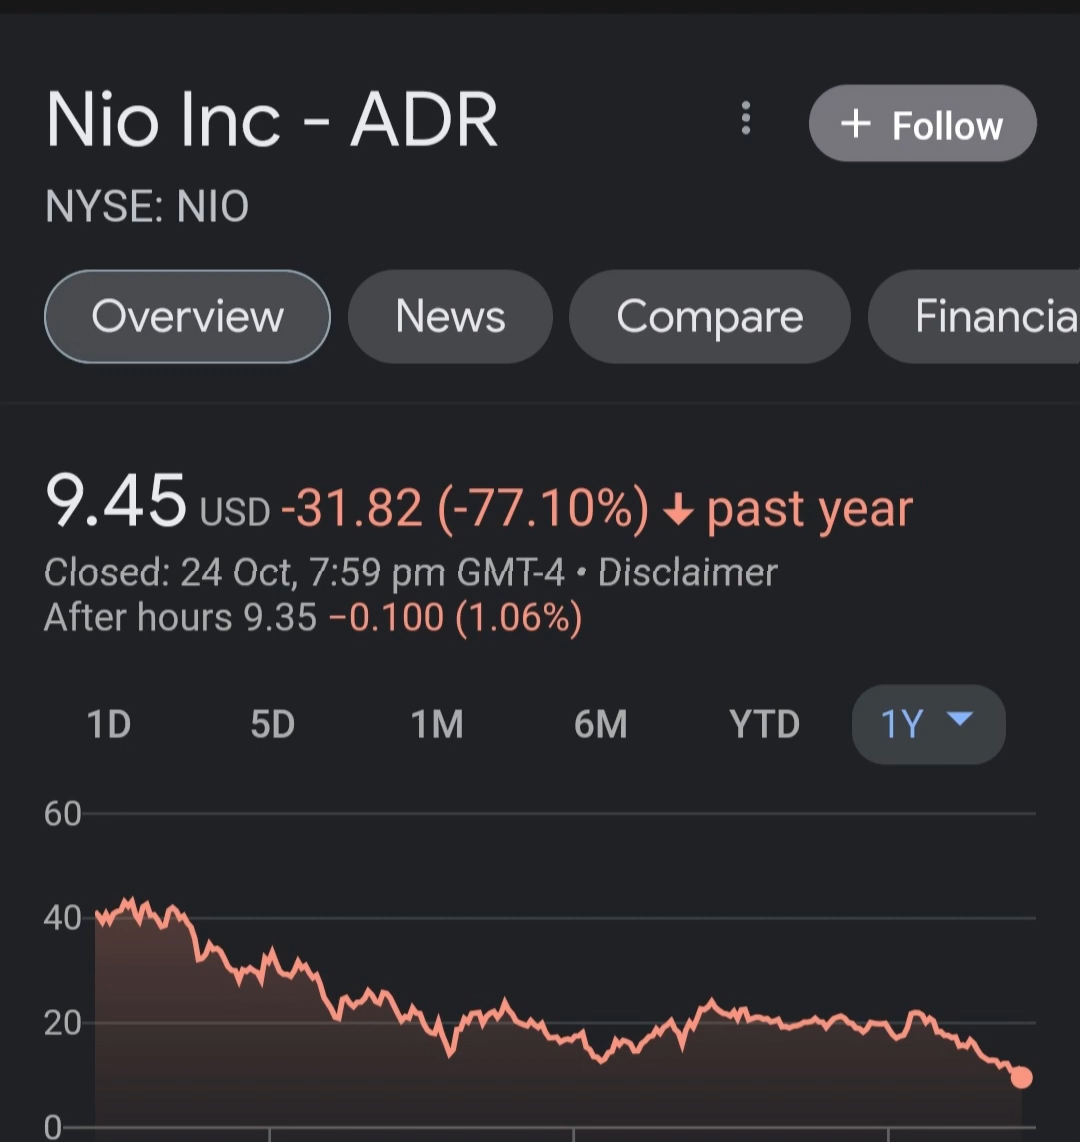 Nio Inc - ADR
+ Follow
NYSE: NIO
Overview News Compare Financia
9.45 USD -31.82 (-77.10%) ↓ past year
Closed: 24 Oct, 7:59 pm GMT-4 • Disclaimer
After hours 9.35 −0.100 (1.06%)
1D 5D 1M 6M YTD 1Y
60
40
20
0